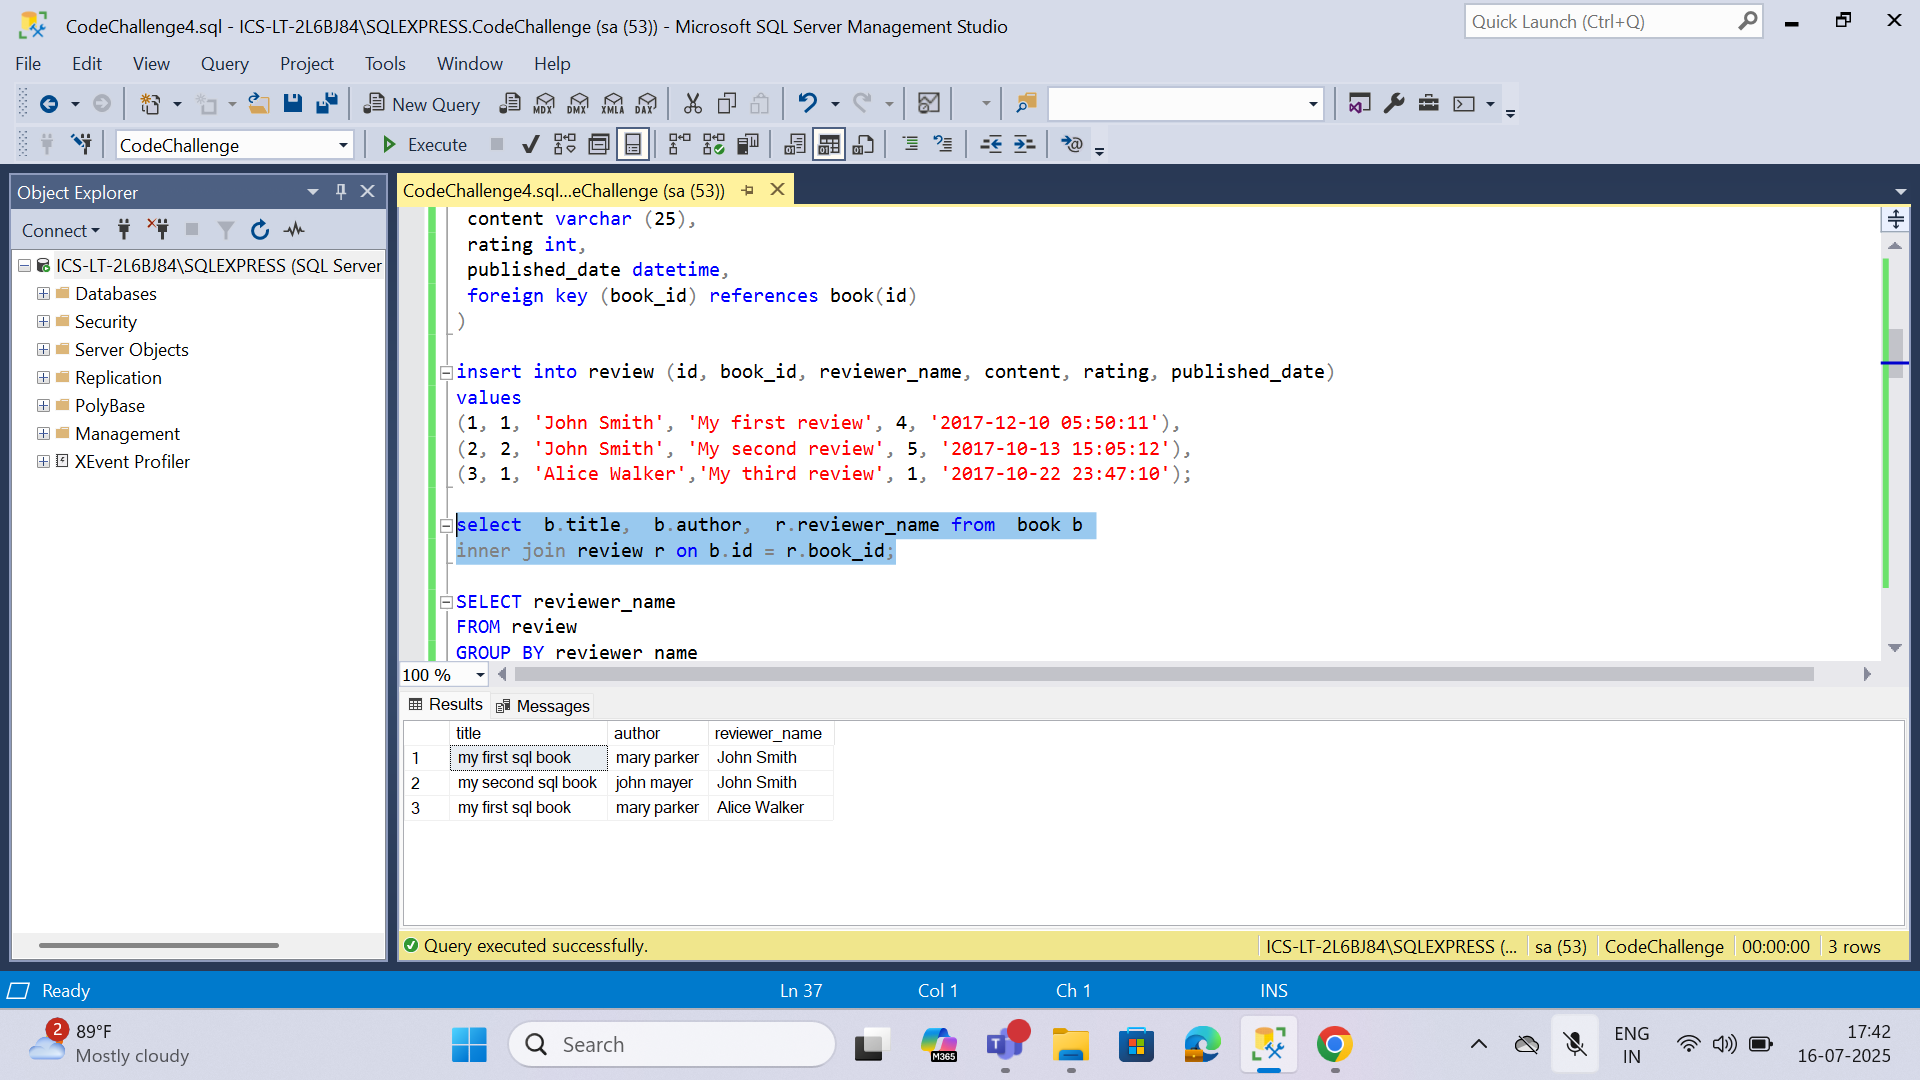 CodeChallenge4.sql - ICS-LT-2L6BJ84\SQLEXPRESS.CodeChallenge (sa (53)) - Microsoft SQL Server Management Studio
Quick Launch (Ctrl+Q)
File Edit View Query Project Tools Window Help
New Query MDX DMX XMLA DAX
CodeChallenge Execute
Object Explorer
Connect
ICS-LT-2L6BJ84\SQLEXPRESS (SQL Server
Databases
Security
Server Objects
Replication
PolyBase
Management
XEvent Profiler
CodeChallenge4.sql...eChallenge (sa (53))
content varchar (25),
rating int,
published_date datetime,
foreign key (book_id) references book(id)
)
insert into review (id, book_id, reviewer_name, content, rating, published_date)
values
(1, 1, 'John Smith', 'My first review', 4, '2017-12-10 05:50:11'),
(2, 2, 'John Smith', 'My second review', 5, '2017-10-13 15:05:12'),
(3, 1, 'Alice Walker','My third review', 1, '2017-10-22 23:47:10');
select  b.title,  b.author,  r.reviewer_name from  book b
inner join review r on b.id = r.book_id;
SELECT reviewer_name
FROM review
GROUP BY reviewer_name
100 %
Results Messages
title author reviewer_name
1 my first sql book mary parker John Smith
2 my second sql book john mayer John Smith
3 my first sql book mary parker Alice Walker
Query executed successfully. ICS-LT-2L6BJ84\SQLEXPRESS (... sa (53) CodeChallenge 00:00:00 3 rows
Ready Ln 37 Col 1 Ch 1 INS
2 89°F
Mostly cloudy
Search
M365
ENG
IN
17:42
16-07-2025